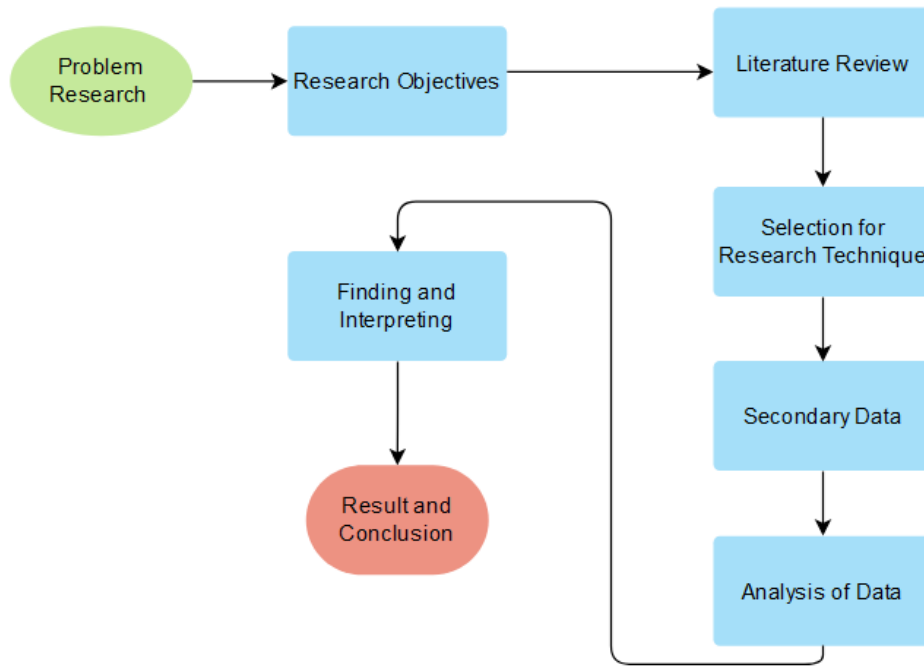 Problem
Research
Research Objectives
Literature Review
Selection for
Research Technique
Secondary Data
Analysis of Data
Finding and
Interpreting
Result and
Conclusion